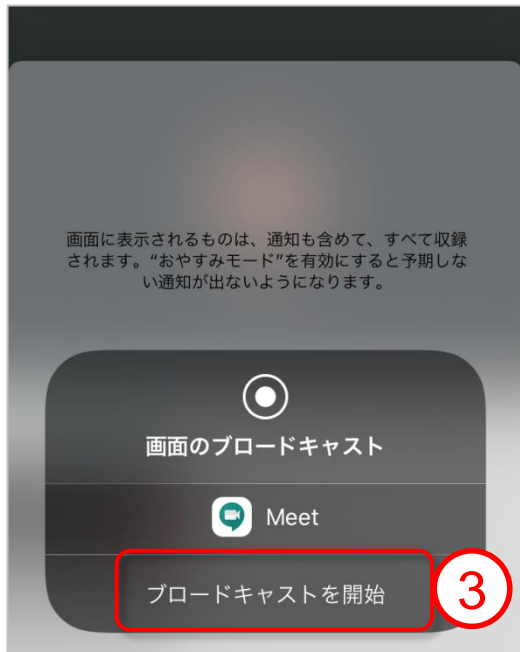 画面に表示されるものは、通知も含めて、すべて収録
されます。“おやすみモード”を有効にすると予期しな
い通知が出ないようになります。
画面のブロードキャスト
Meet
ブロードキャストを開始
3